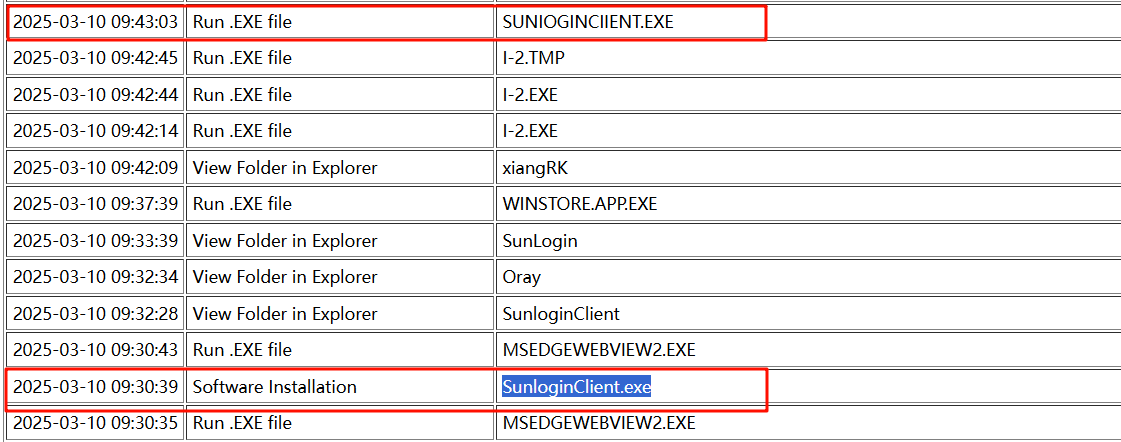 2025-03-10 09:43:03 Run .EXE file SUNIOGINCIIENT.EXE
2025-03-10 09:42:45 Run .EXE file I-2.TMP
2025-03-10 09:42:44 Run .EXE file I-2.EXE
2025-03-10 09:42:14 Run .EXE file I-2.EXE
2025-03-10 09:42:09 View Folder in Explorer xiangRK
2025-03-10 09:37:39 Run .EXE file WINSTORE.APP.EXE
2025-03-10 09:33:39 View Folder in Explorer SunLogin
2025-03-10 09:32:34 View Folder in Explorer Oray
2025-03-10 09:32:28 View Folder in Explorer SunloginClient
2025-03-10 09:30:43 Run .EXE file MSEDGEWEBVIEW2.EXE
2025-03-10 09:30:39 Software Installation SunloginClient.exe
2025-03-10 09:30:35 Run .EXE file MSEDGEWEBVIEW2.EXE